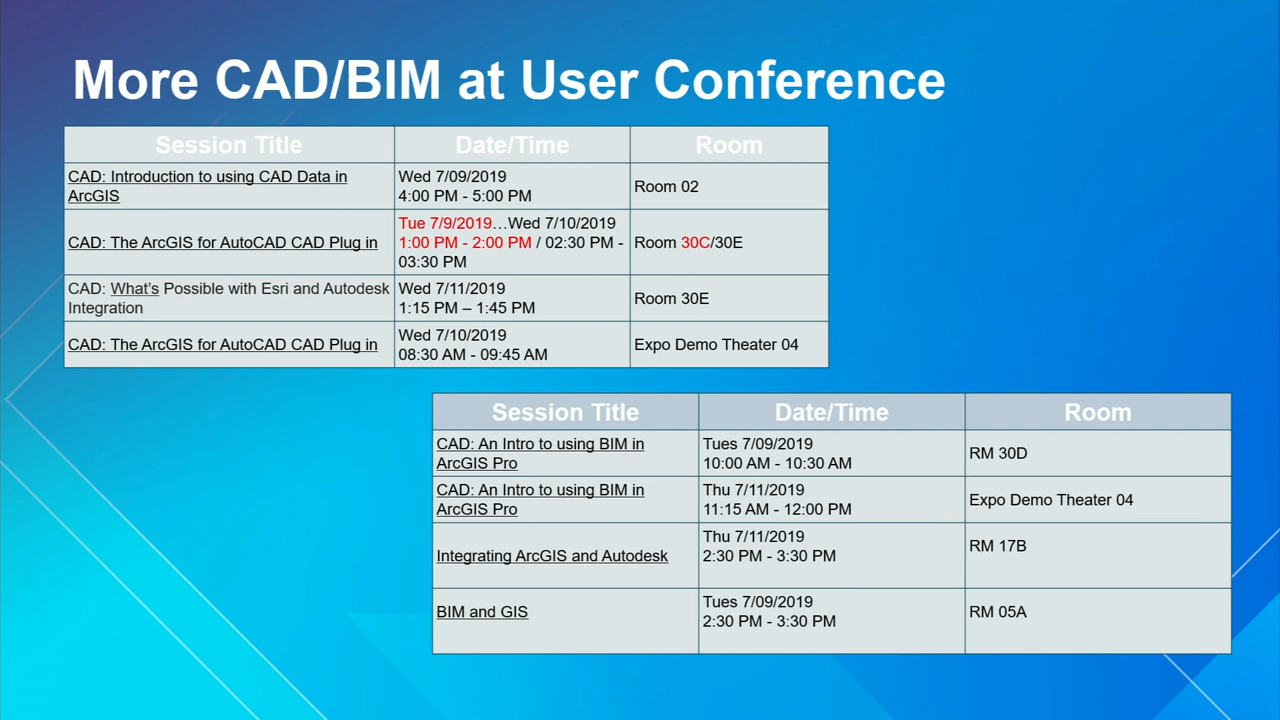 More CAD/BIM at User Conference
Session Title Date/Time Room
CAD: Introduction to using CAD Data in
ArcGIS
Wed 7/09/2019
4:00 PM - 5:00 PM
Room 02
CAD: The ArcGIS for AutoCAD CAD Plug in
Tue 7/9/2019…Wed 7/10/2019
1:00 PM - 2:00 PM / 02:30 PM -
03:30 PM
Room 30C/30E
CAD: What's Possible with Esri and Autodesk
Integration
Wed 7/11/2019
1:15 PM – 1:45 PM
Room 30E
CAD: The ArcGIS for AutoCAD CAD Plug in
Wed 7/10/2019
08:30 AM - 09:45 AM
Expo Demo Theater 04
Session Title Date/Time Room
CAD: An Intro to using BIM in
ArcGIS Pro
Tues 7/09/2019
10:00 AM - 10:30 AM
RM 30D
CAD: An Intro to using BIM in
ArcGIS Pro
Thu 7/11/2019
11:15 AM - 12:00 PM
Expo Demo Theater 04
Integrating ArcGIS and Autodesk
Thu 7/11/2019
2:30 PM - 3:30 PM
RM 17B
BIM and GIS
Tues 7/09/2019
2:30 PM - 3:30 PM
RM 05A